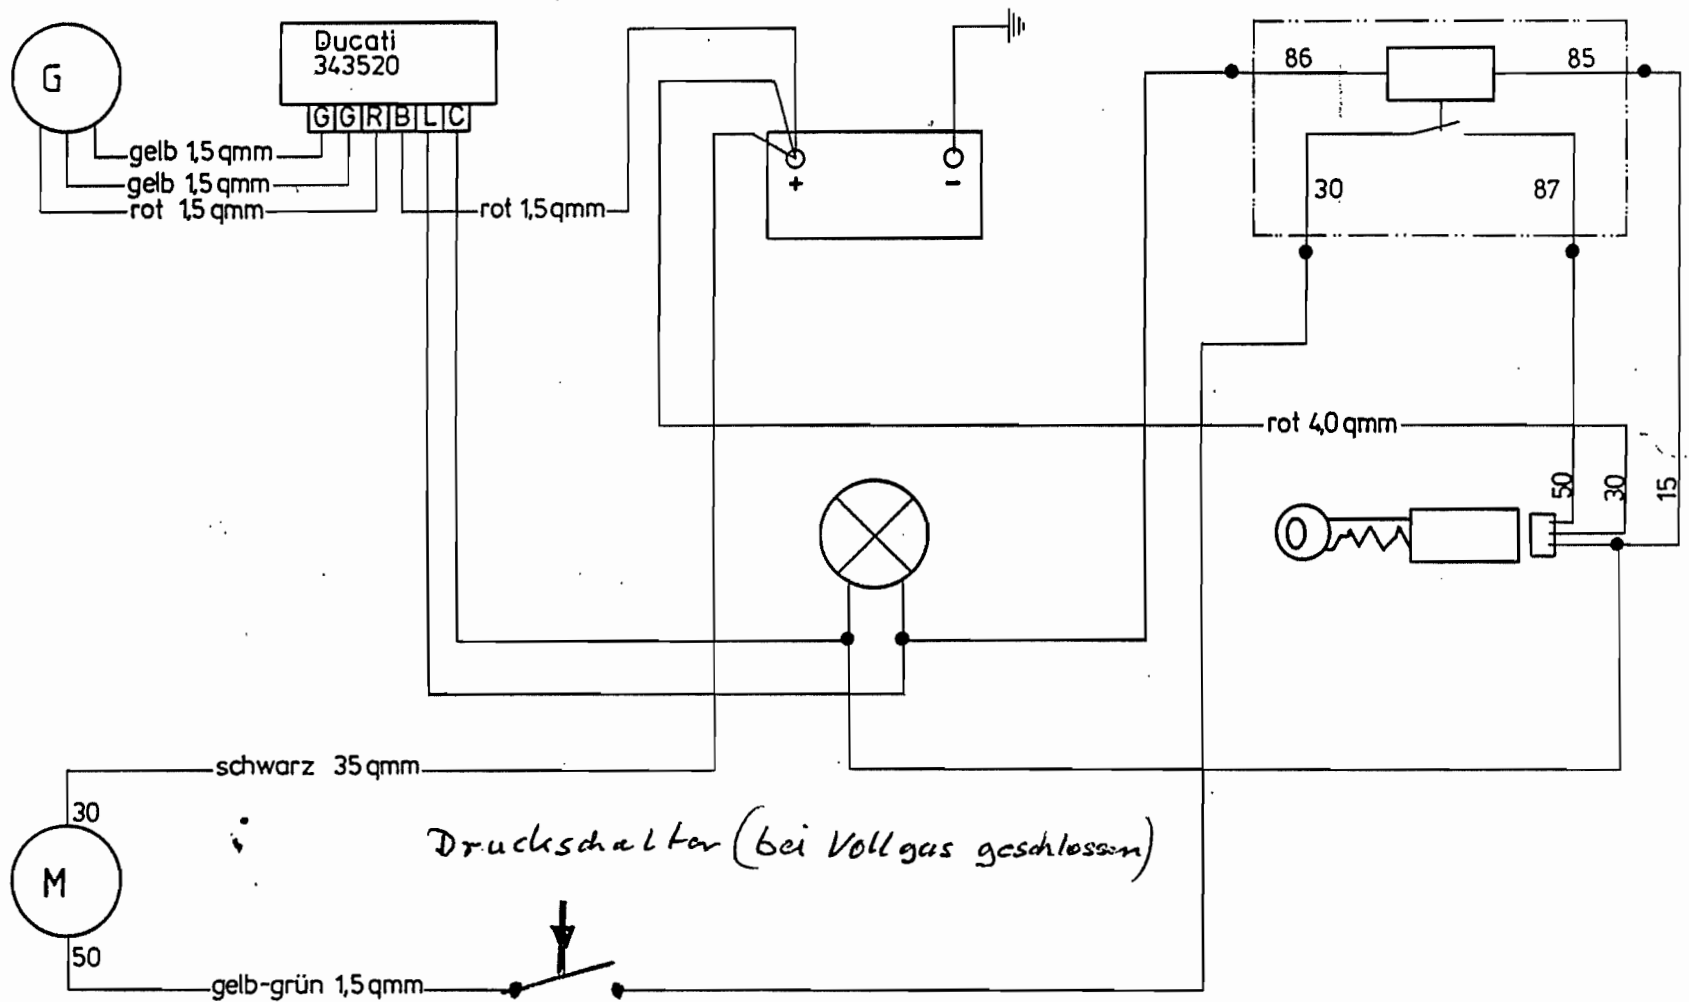 G
Ducati
343520
G G R B L C
gelb 1,5 qmm
gelb 1,5 qmm
rot 1,5 qmm
rot 1,5 qmm
+
-
86
85
30
87
rot 4,0 qmm
50
30
15
schwarz 35 qmm
30
M
50
Druckschalter (bei Vollgas geschlossen)
gelb-grün 1,5 qmm